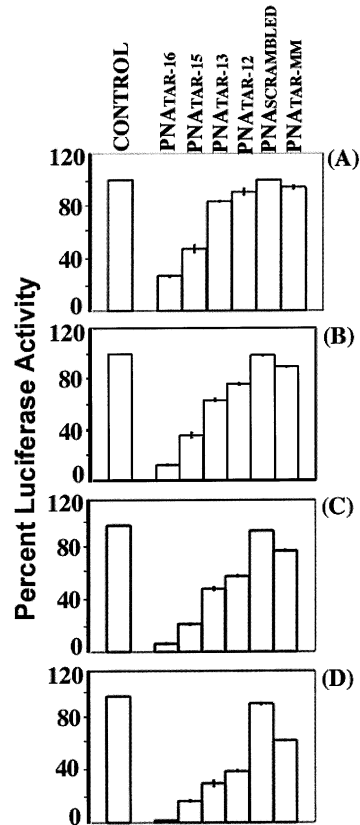 CONTROL
PNATAR-16
PNATAR-15
PNATAR-13
PNATAR-12
PNASCRAMBLED
PNATAR-MM
Percent Luciferase Activity
(A)
120
80
40
0
(B)
120
80
40
0
(C)
120
80
40
0
(D)
120
80
40
0